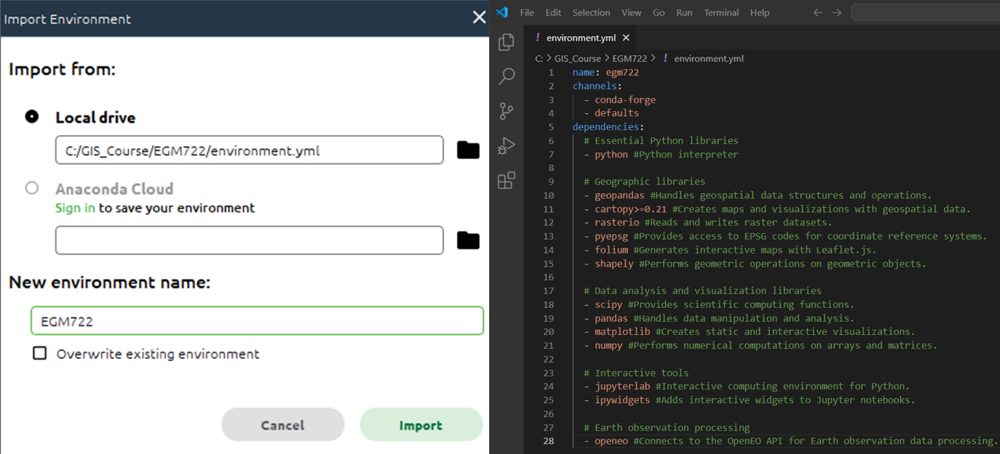 Import Environment
Import from:
Local drive
C:/GIS_Course/EGM722/environment.yml
Anaconda Cloud
Sign in to save your environment
New environment name:
EGM722
Overwrite existing environment
Cancel Import
File Edit Selection View Go Run Terminal Help
! environment.yml
C: > GIS_Course > EGM722 > ! environment.yml
1 name: egm722
2 channels:
3 - conda-forge
4 - defaults
5 dependencies:
6 # Essential Python libraries
7 - python #Python interpreter
8
9 # Geographic libraries
10 - geopandas #Handles geospatial data structures and operations.
11 - cartopy>=0.21 #Creates maps and visualizations with geospatial data.
12 - rasterio #Reads and writes raster datasets.
13 - pyepsg #Provides access to EPSG codes for coordinate reference systems.
14 - folium #Generates interactive maps with Leaflet.js.
15 - shapely #Performs geometric operations on geometric objects.
16
17 # Data analysis and visualization libraries
18 - scipy #Provides scientific computing functions.
19 - pandas #Handles data manipulation and analysis.
20 - matplotlib #Creates static and interactive visualizations.
21 - numpy #Performs numerical computations on arrays and matrices.
22
23 # Interactive tools
24 - jupyterlab #Interactive computing environment for Python.
25 - ipywidgets #Adds interactive widgets to Jupyter notebooks.
26
27 # Earth observation processing
28 - openeo #Connects to the OpenEO API for Earth observation data processing.